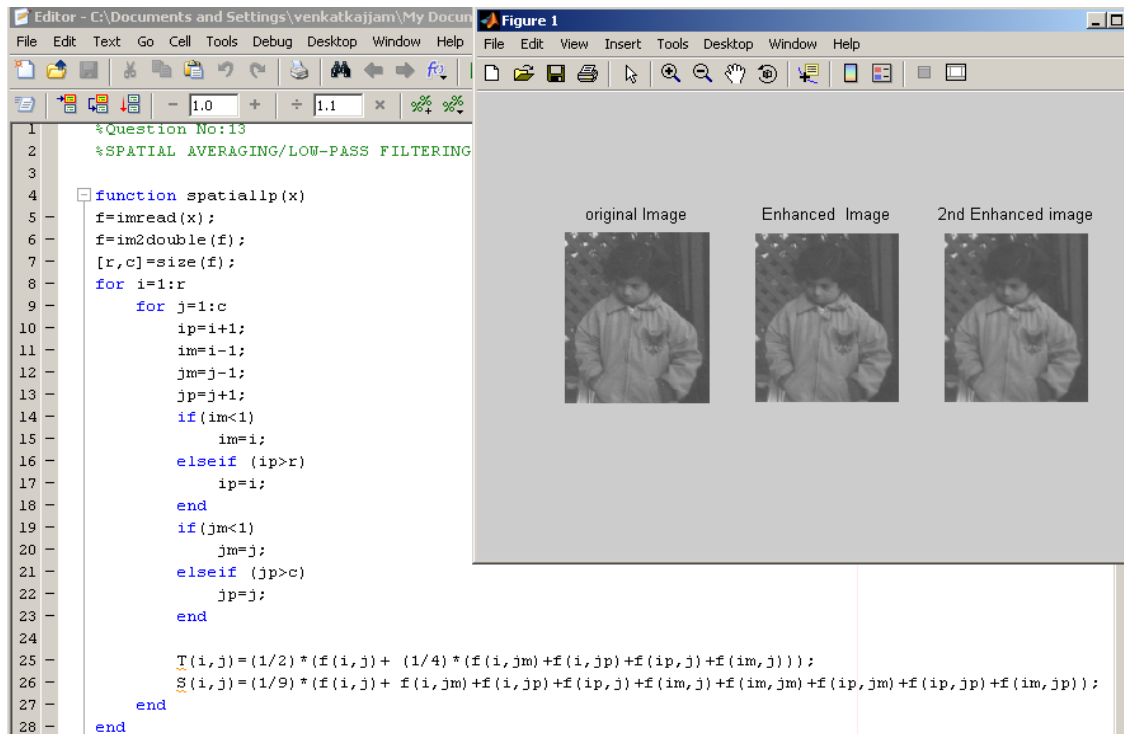 Editor - C:\Documents and Settings\venkatkajjam\My Docun
File Edit Text Go Cell Tools Debug Desktop Window Help
- 1.0 + ÷ 1.1 ×
1 %Question No:13
2 %SPATIAL AVERAGING/LOW-PASS FILTERING
3
4 function spatiallp(x)
5 - f=imread(x);
6 - f=im2double(f);
7 - [r,c]=size(f);
8 - for i=1:r
9 - for j=1:c
10 - ip=i+1;
11 - im=i-1;
12 - jm=j-1;
13 - jp=j+1;
14 - if(im<1)
15 - im=i;
16 - elseif (ip>r)
17 - ip=i;
18 - end
19 - if(jm<1)
20 - jm=j;
21 - elseif (jp>c)
22 - jp=j;
23 - end
24
25 - T(i,j)=(1/2)*(f(i,j)+ (1/4)*(f(i,jm)+f(i,jp)+f(ip,j)+f(im,j)));
26 - S(i,j)=(1/9)*(f(i,j)+ f(i,jm)+f(i,jp)+f(ip,j)+f(im,j)+f(im,jm)+f(ip,jm)+f(ip,jp)+f(im,jp));
27 - end
28 - end
Figure 1
File Edit View Insert Tools Desktop Window Help
original Image Enhanced Image 2nd Enhanced image